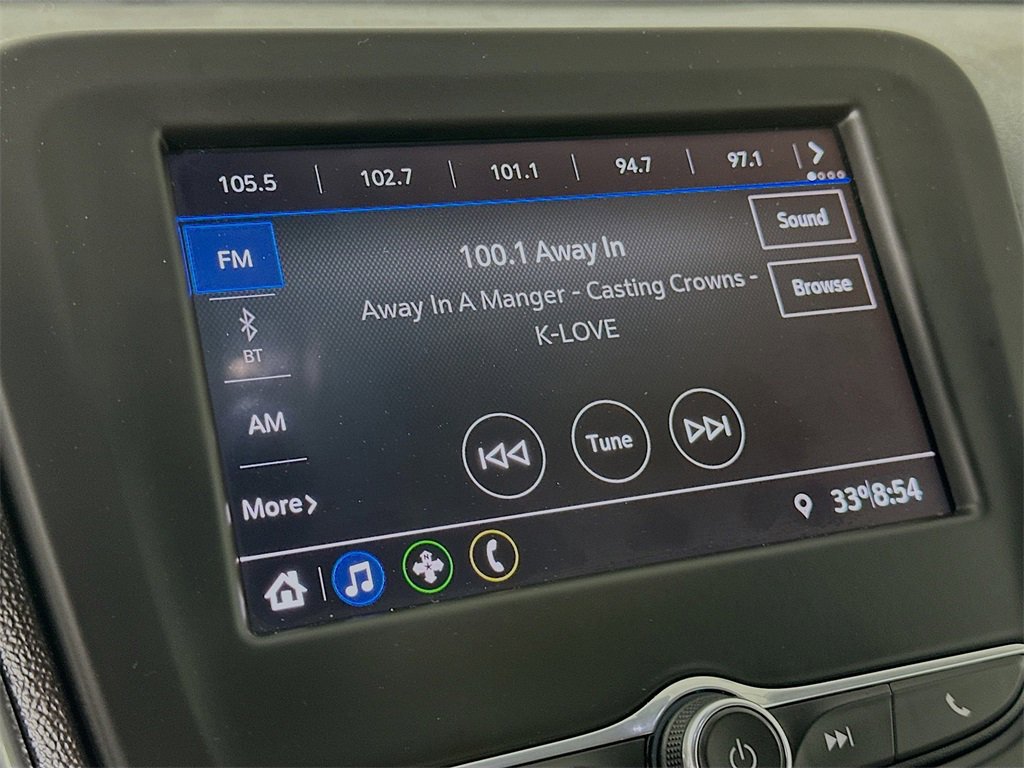 105.5 | 102.7 | 101.1 | 94.7 | 97.1 |
FM
100.1 Away In
Sound
Away In A Manger - Casting Crowns -
K-LOVE
Browse
BT
AM
Tune
More
33°|8:54
N